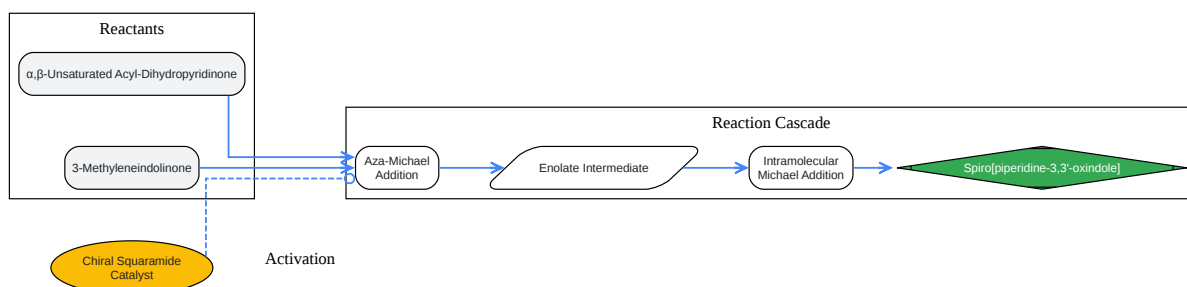 Reactants
α,β-Unsaturated Acyl-Dihydropyridinone
3-Methyleneindolinone
Reaction Cascade
Aza-Michael
Addition
Enolate Intermediate
Intramolecular
Michael Addition
Spiro[piperidine-3,3'-oxindole]
Chiral Squaramide
Catalyst
Activation